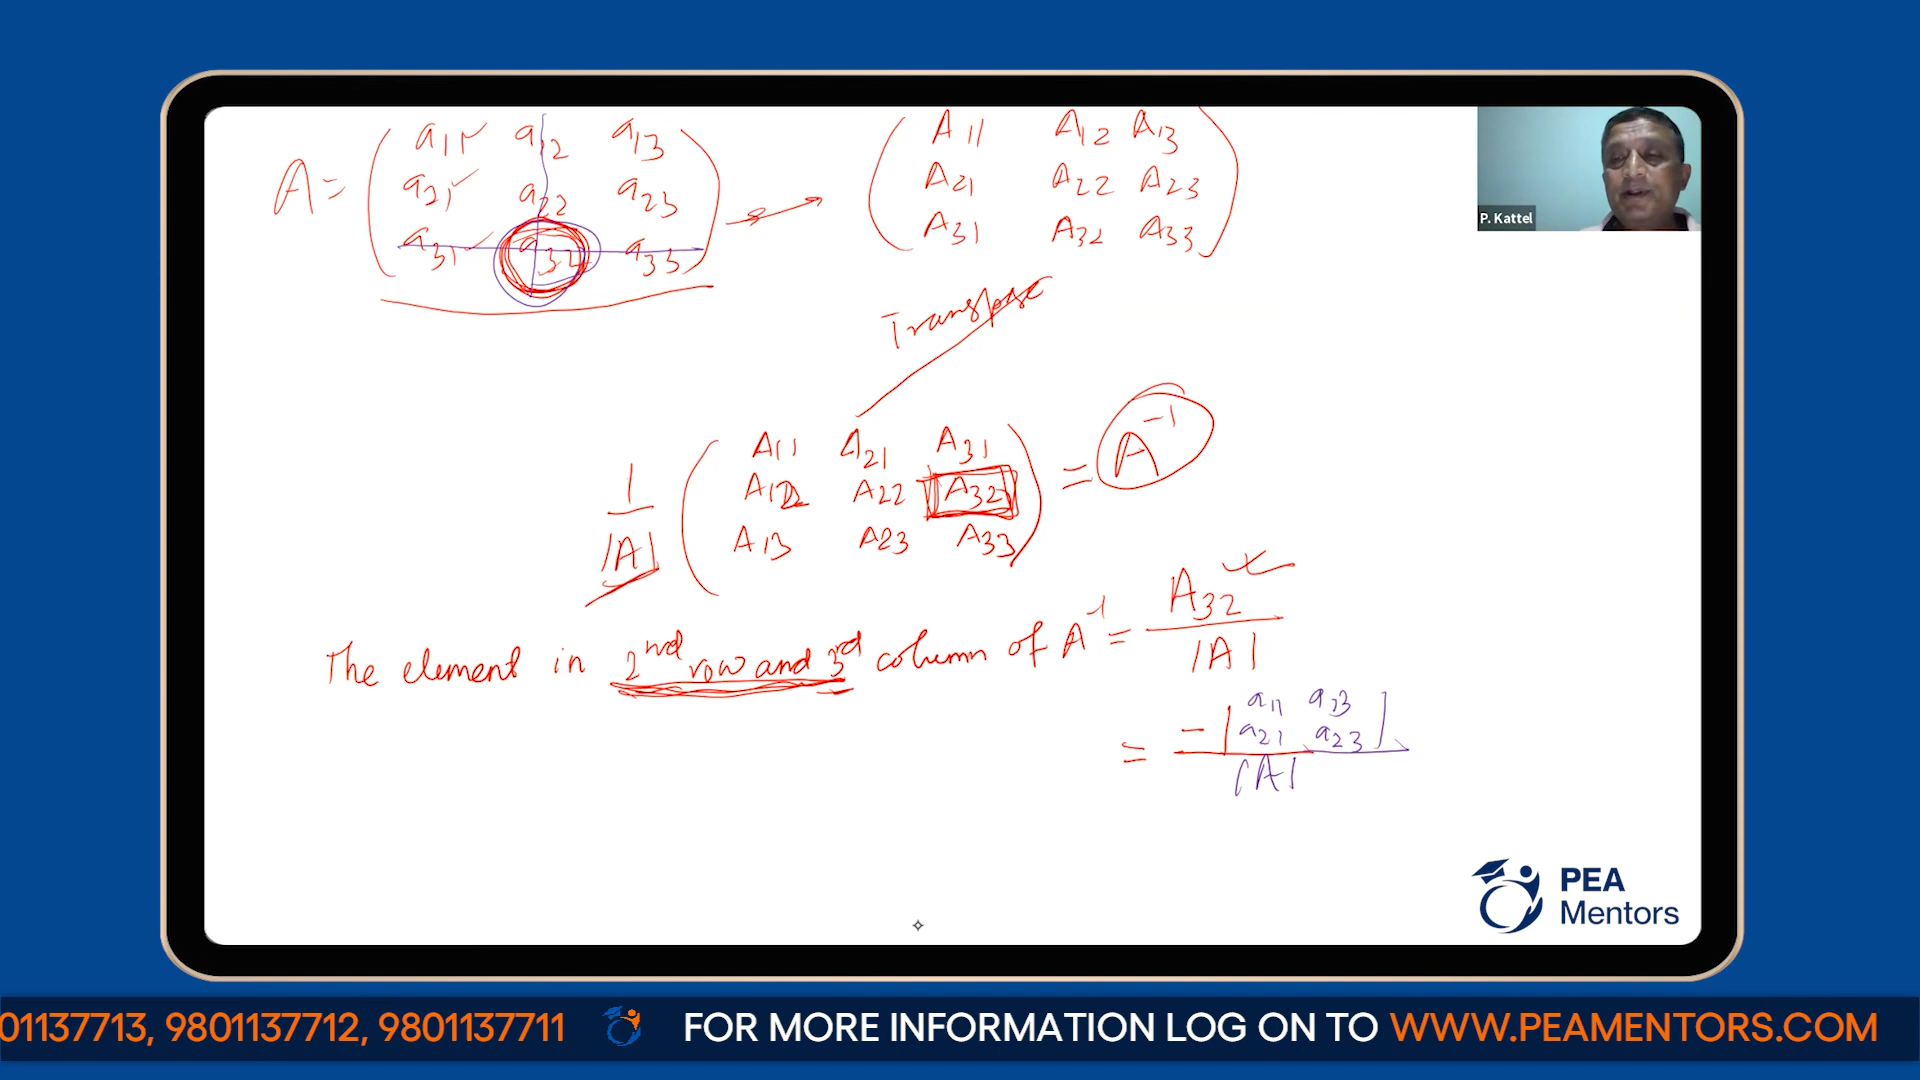 a11 a12 a13
A = a21 a22 a23
a31 a32 a33
A11 A12 A13
A21 A22 A23
A31 A32 A33
P. Kattel
Transpose
1/|A| A11 A21 A31
A12 A22 A32 = A⁻¹
A13 A23 A33
The element in 2nd row and 3rd column of A⁻¹ = A32/|A|
= -|a11 a13
a21 a23|
|A|
PEA
Mentors
01137713, 9801137712, 9801137711 FOR MORE INFORMATION LOG ON TO WWW.PEAMENTORS.COM